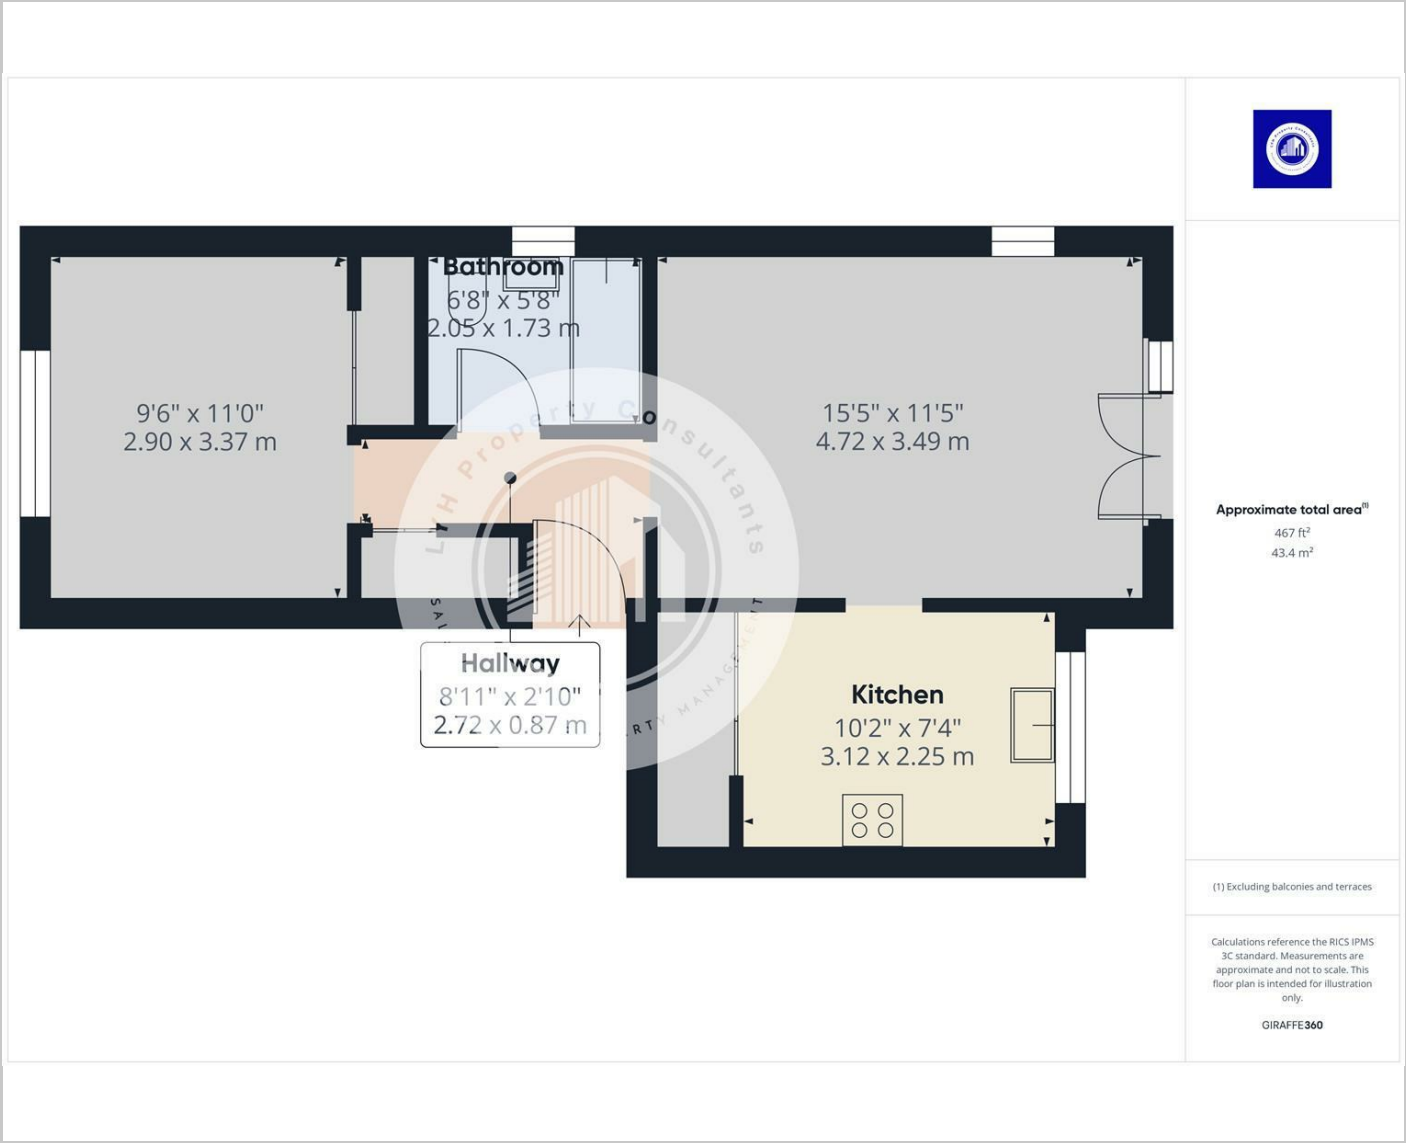 Bathroom
6'8" x 5'8"
2.05 x 1.73 m
9'6" x 11'0"
2.90 x 3.37 m
15'5" x 11'5"
4.72 x 3.49 m
Property Consultants
Hallway
8'11" x 2'10"
2.72 x 0.87 m
Kitchen
10'2" x 7'4"
3.12 x 2.25 m
Approximate total area(1)
467 ft²
43.4 m²
(1) Excluding balconies and terraces
Calculations reference the RICS IPMS
3C standard. Measurements are
approximate and not to scale. This
floor plan is intended for illustration
only.
GIRAFFE360